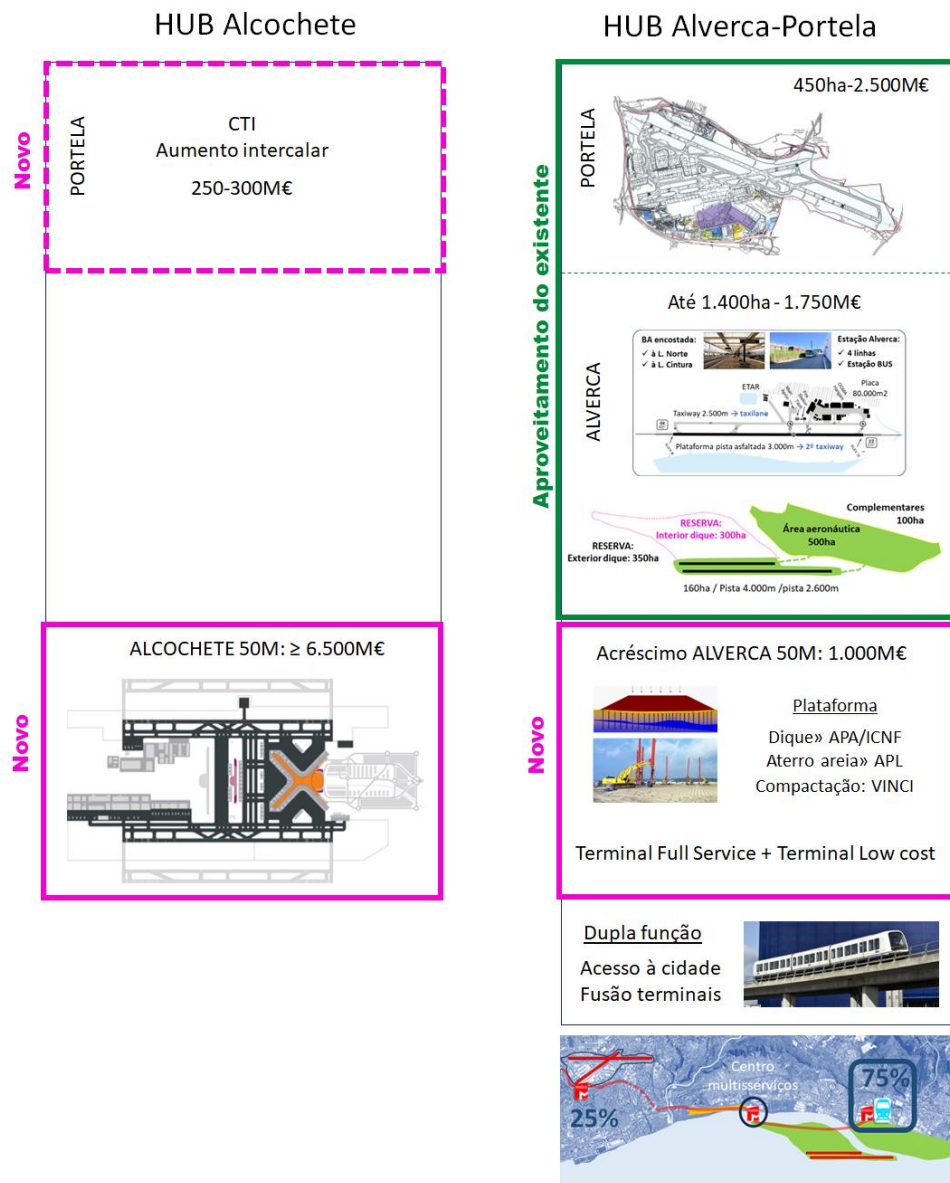 HUB Alcochete
Novo
PORTELA
CTI
Aumento intercalar
250-300M€
Novo
ALCOCHETE 50M: ≥ 6.500M€
HUB Alverca-Portela
Aproveitamento do existente
PORTELA
450ha-2.500M€
ALVERCA
Até 1.400ha - 1.750M€
BA encostada:
✓ à L. Norte
✓ à L. Cintura
Estação Alverca:
✓ 4 linhas
✓ Estação BUS
ETAR
Placa
80.000m2
Taxiway 2.500m → taxilane
Plataforma pista asfaltada 3.000m → 2º taxiway
Complementares
100ha
RESERVA:
Interior dique: 300ha
Área aeronáutica
500ha
RESERVA:
Exterior dique: 350ha
160ha / Pista 4.000m /pista 2.600m
Novo
Acréscimo ALVERCA 50M: 1.000M€
Plataforma
Dique» APA/ICNF
Aterro areia» APL
Compactação: VINCI
Terminal Full Service + Terminal Low cost
Dupla função
Acesso à cidade
Fusão terminais
Centro
multisserviços
25%
75%